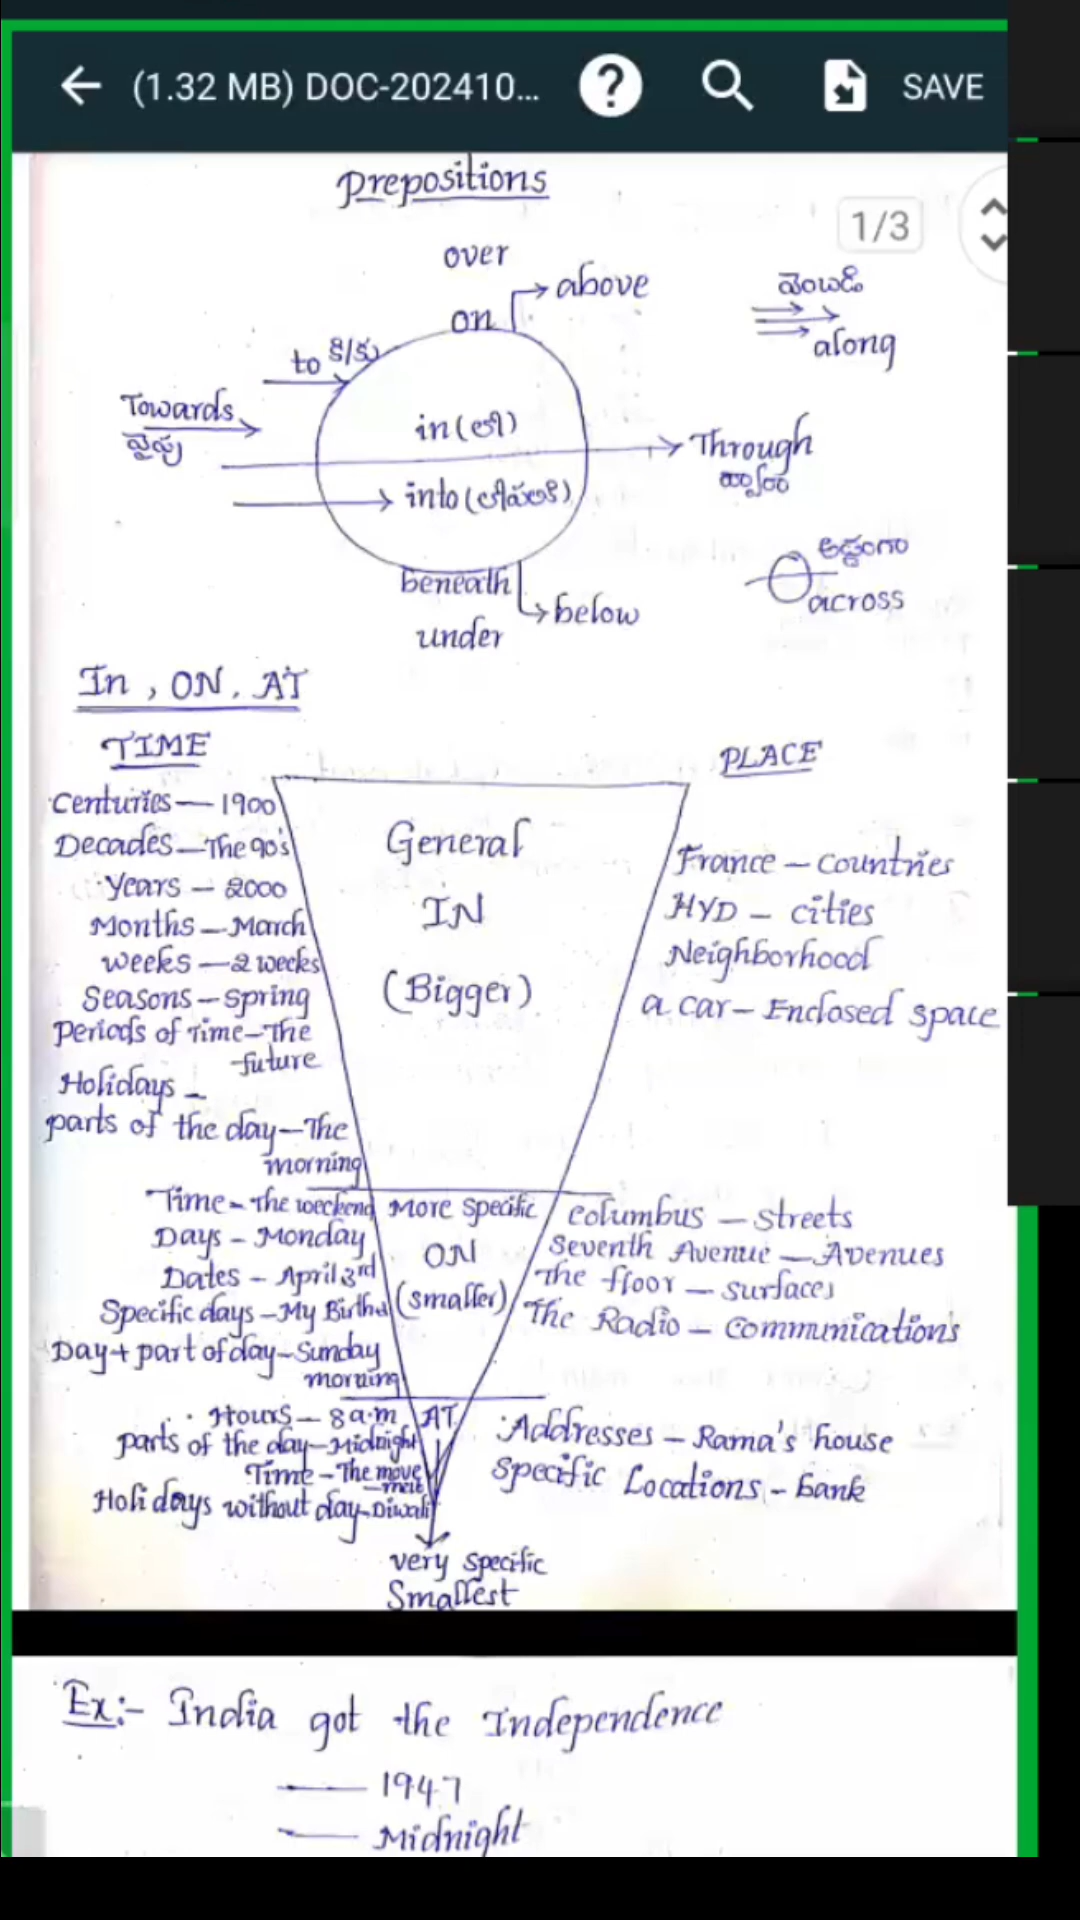 (1.32 MB) DOC-202410... ? SAVE
Prepositions
1/3
over
above
వెంబడి
on
along
to కి/కు
Towards
వైపు
in (లో)
Through
ద్వారా
into (లోపలికి)
అడ్డంగా
across
beneath
below
under
In, ON, AT
TIME
PLACE
Centuries — 1900
Decades — The 90's
General
France — countries
Years — 2000
IN
HYD — cities
Months — March
Neighborhood
weeks — 2 weeks
(Bigger)
Seasons — spring
a car — Enclosed space
Periods of Time — The
future
Holidays —
parts of the day — The
morning
Time — The weekend
More specific
Columbus — streets
Days — Monday
ON
Seventh Avenue — Avenues
Dates — April 3rd
(smaller)
The floor — surfaces
Specific days — My Birthd
The Radio — communications
Day + part of day — Sunday
morning
Hours — 8 a.m
AT
Addresses — Rama's house
parts of the day — Midnight
Time — The move
Specific Locations — bank
Holidays without day — Diwali
very specific
Smallest
Ex:- India got the Independence
—— 1947
—— Midnight